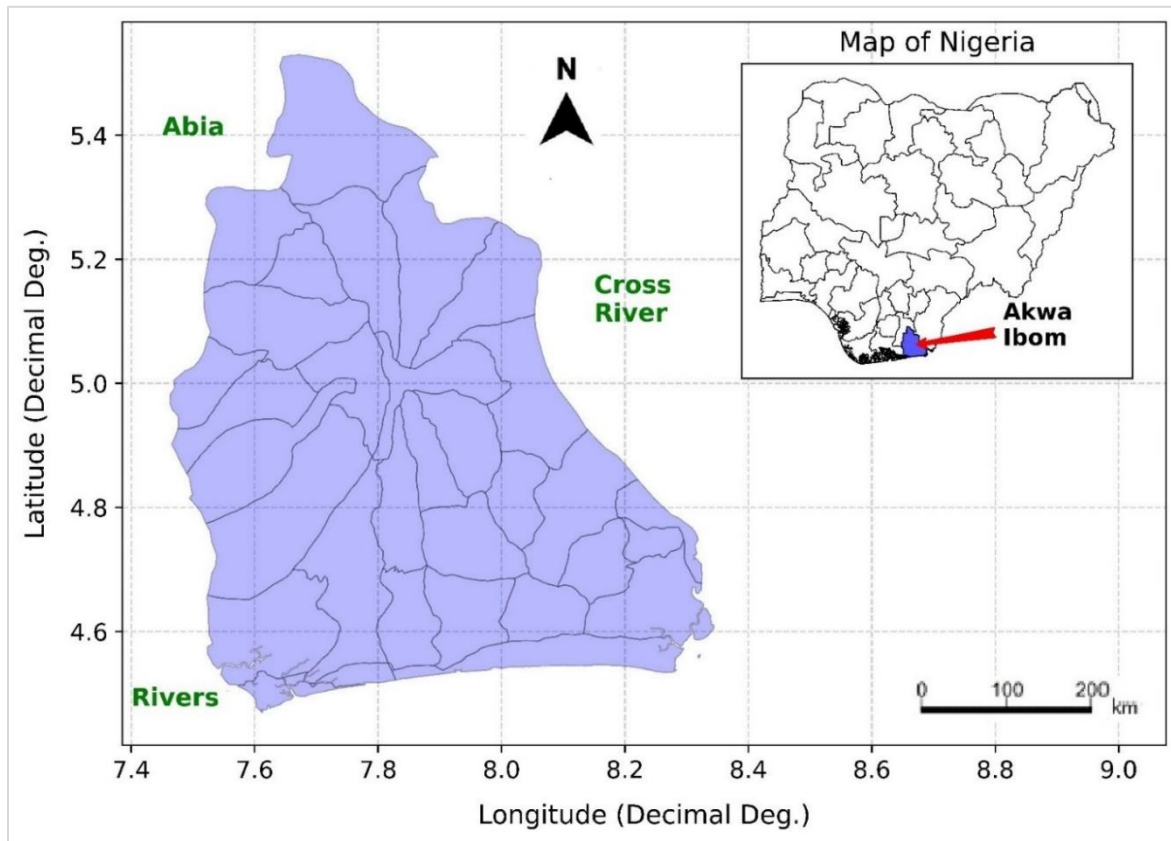 Map of Nigeria
N
Abia
Cross
River
Akwa
Ibom
Rivers
0 100 200
km
5.4
5.2
5.0
4.8
4.6
Latitude (Decimal Deg.)
7.4 7.6 7.8 8.0 8.2 8.4 8.6 8.8 9.0
Longitude (Decimal Deg.)